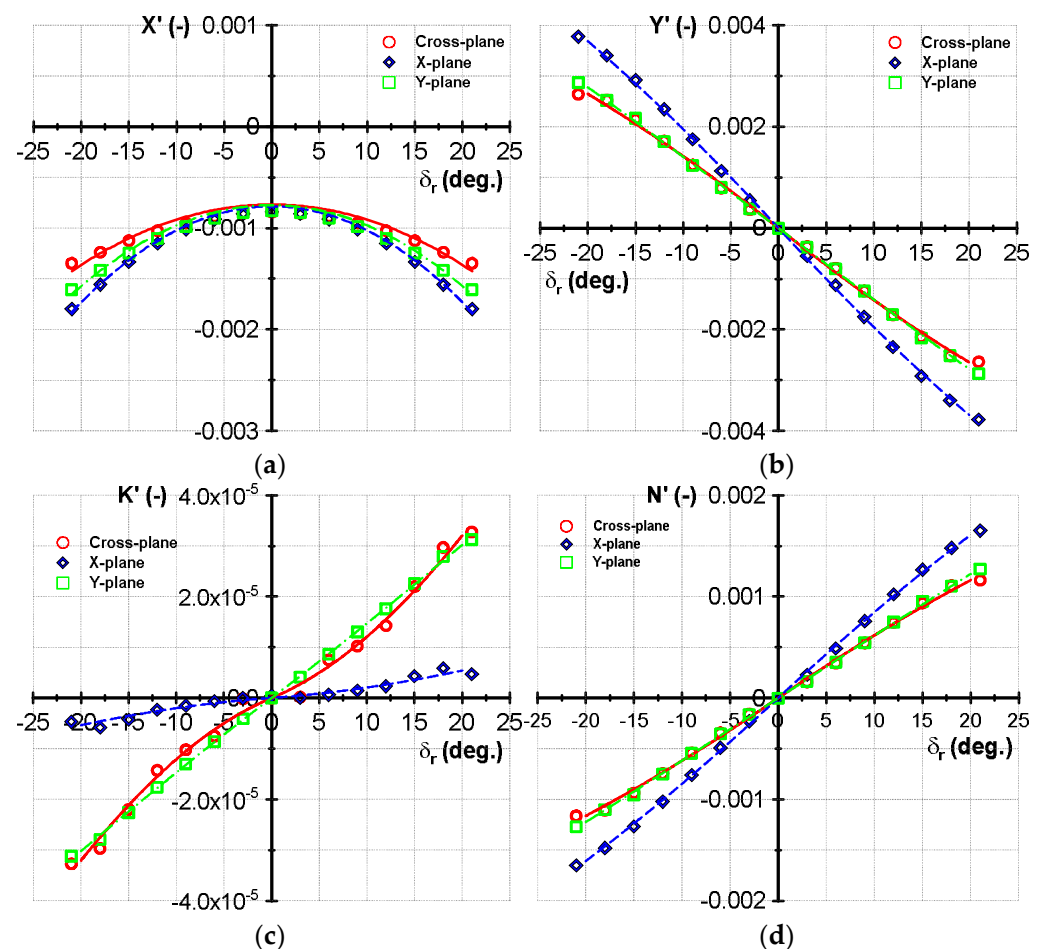 X' (-)
0.001
Cross-plane
X-plane
Y-plane
0
-25 -20 -15 -10 -5 0 5 10 15 20 25
δr (deg.)
-0.001
-0.002
-0.003
(a)
Y' (-)
0.004
Cross-plane
X-plane
Y-plane
0.002
0
-25 -20 -15 -10 -5 0 5 10 15 20 25
δr (deg.)
-0.002
-0.004
(b)
K' (-)
4.0x10-5
Cross-plane
X-plane
Y-plane
2.0x10-5
-25 -20 -15 -10 -5 0 5 10 15 20 25
δr (deg.)
-2.0x10-5
-4.0x10-5
(c)
N' (-)
0.002
Cross-plane
X-plane
Y-plane
0.001
0
-25 -20 -15 -10 -5 0 5 10 15 20 25
δr (deg.)
-0.001
-0.002
(d)